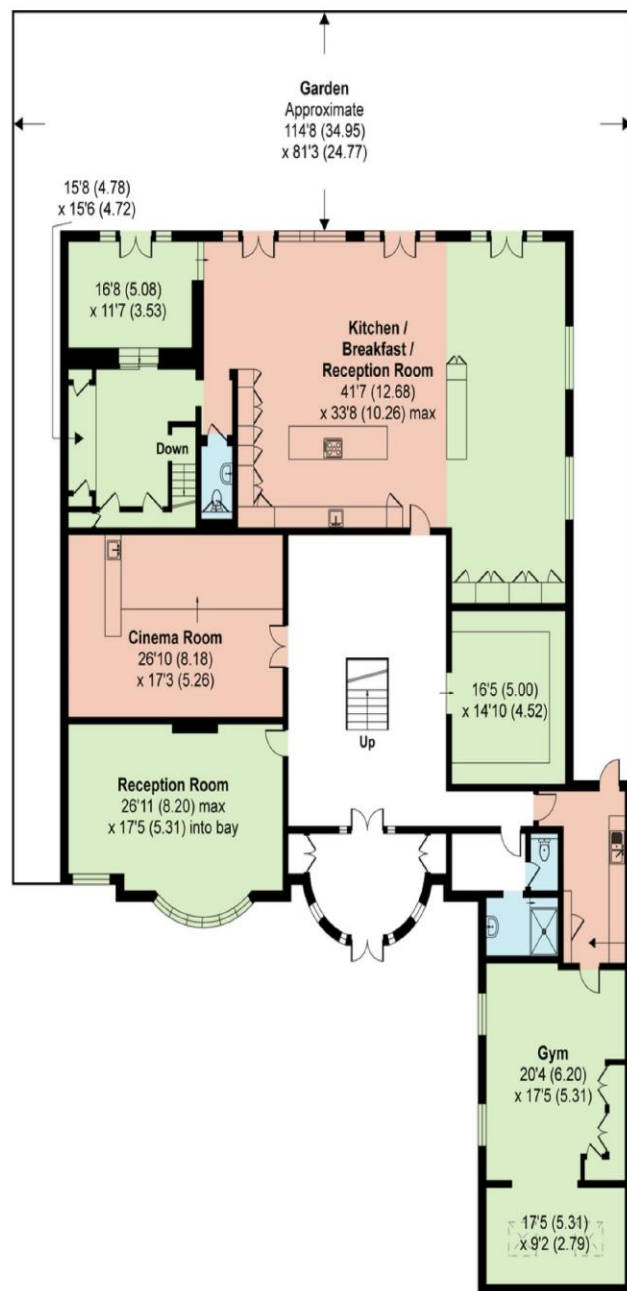 Garden
Approximate
114'8 (34.95)
x 81'3 (24.77)
15'8 (4.78)
x 15'6 (4.72)
16'8 (5.08)
x 11'7 (3.53)
Kitchen /
Breakfast /
Reception Room
41'7 (12.68)
x 33'8 (10.26) max
Down
Cinema Room
26'10 (8.18)
x 17'3 (5.26)
16'5 (5.00)
x 14'10 (4.52)
Up
Reception Room
26'11 (8.20) max
x 17'5 (5.31) into bay
Gym
20'4 (6.20)
x 17'5 (5.31)
17'5 (5.31)
x 9'2 (2.79)